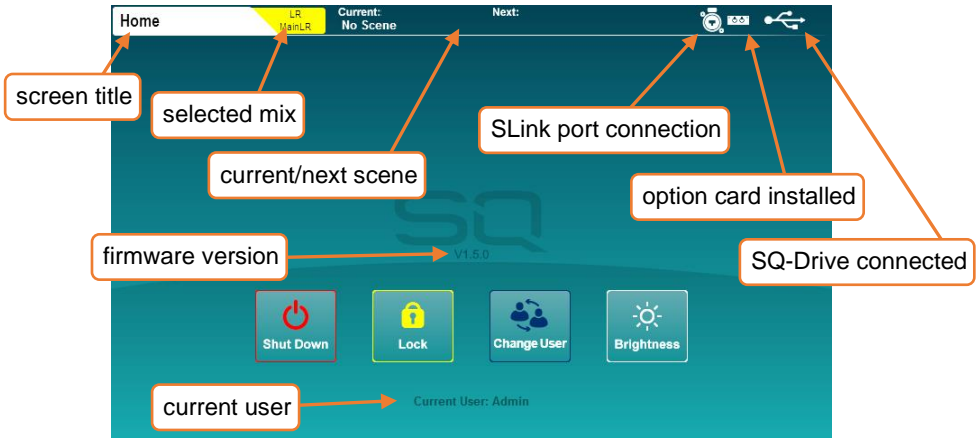 Home
LR
MainLR
Current:
No Scene
Next:
screen title
selected mix
SLink port connection
current/next scene
option card installed
SQ
firmware version
V1.5.0
SQ-Drive connected
Shut Down
Lock
Change User
Brightness
current user
Current User: Admin